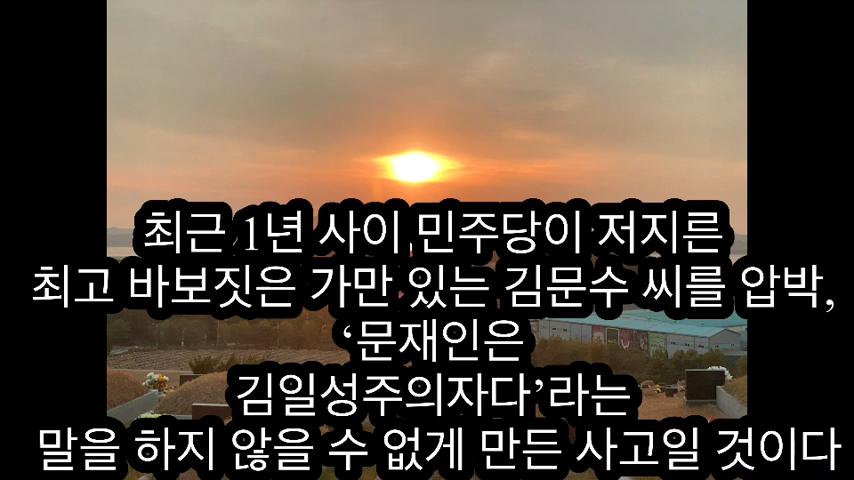 최근 1년 사이 민주당이 저지른
최고 바보짓은 가만 있는 김문수 씨를 압박,
‘문재인은
김일성주의자다’라는
말을 하지 않을 수 없게 만든 사고일 것이다